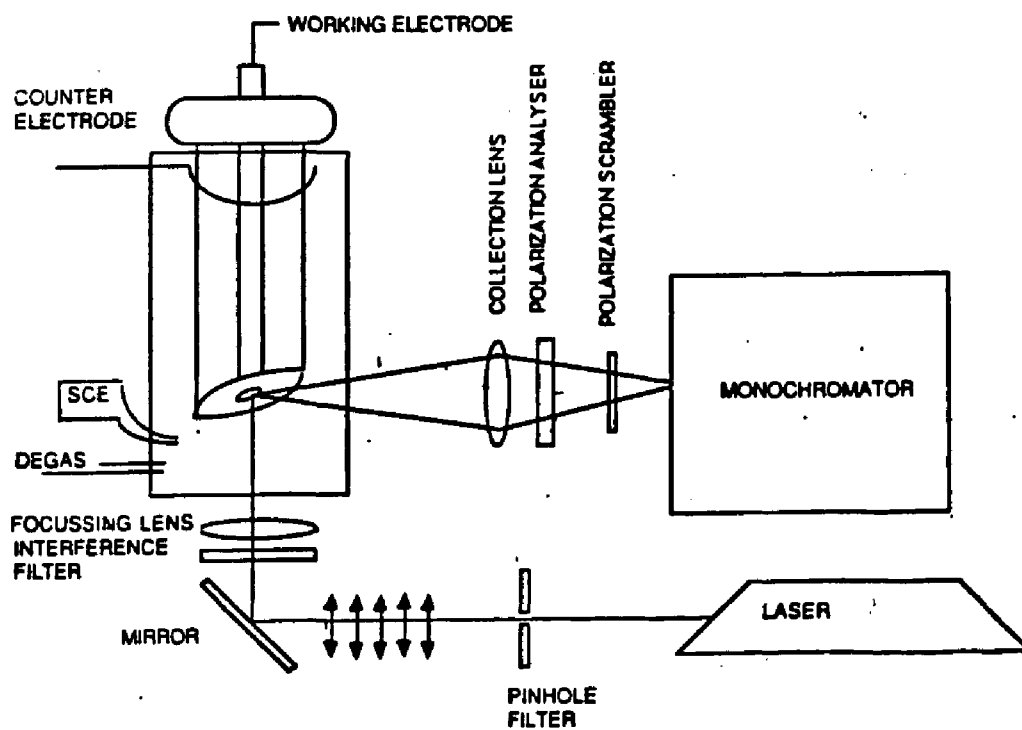 WORKING ELECTRODE
COUNTER
ELECTRODE
COLLECTION LENS
POLARIZATION ANALYSER
POLARIZATION SCRAMBLER
MONOCHROMATOR
SCE
DEGAS
FOCUSSING LENS
INTERFERENCE
FILTER
MIRROR
LASER
PINHOLE
FILTER